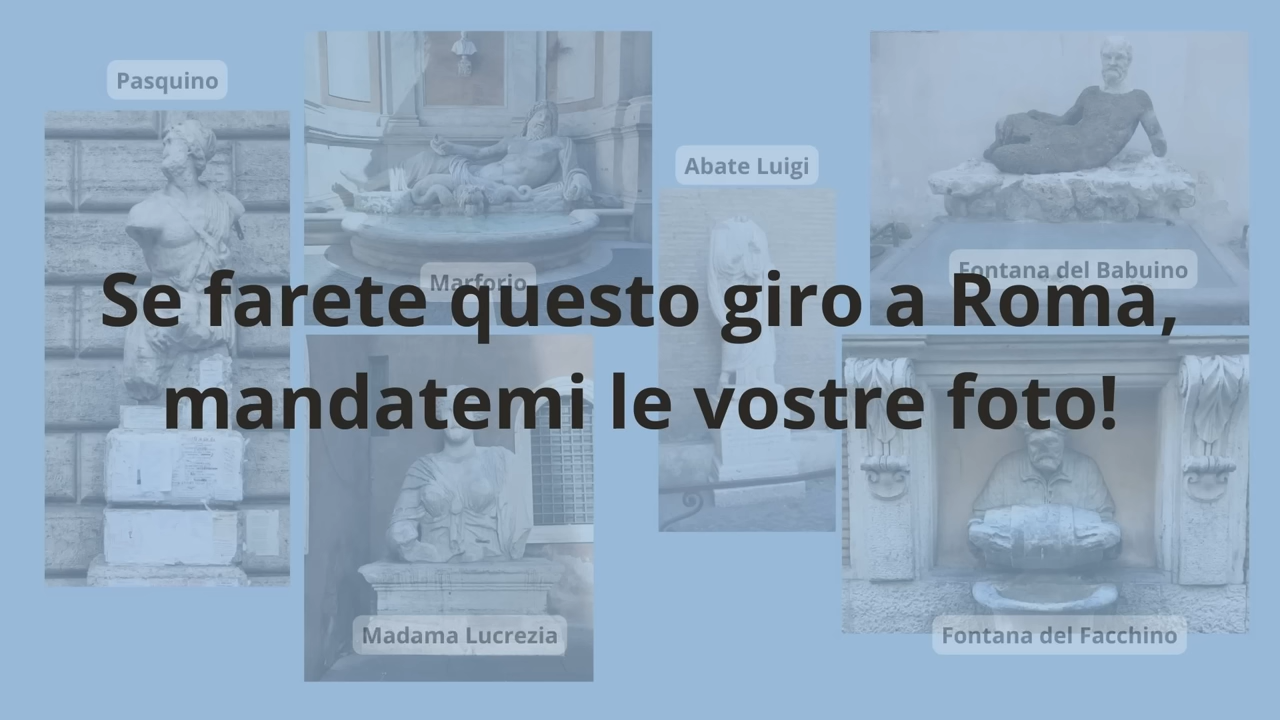 Pasquino
Abate Luigi
Fontana del Babuino
Marforio
Se farete questo giro a Roma,
mandatemi le vostre foto!
Madama Lucrezia
Fontana del Facchino